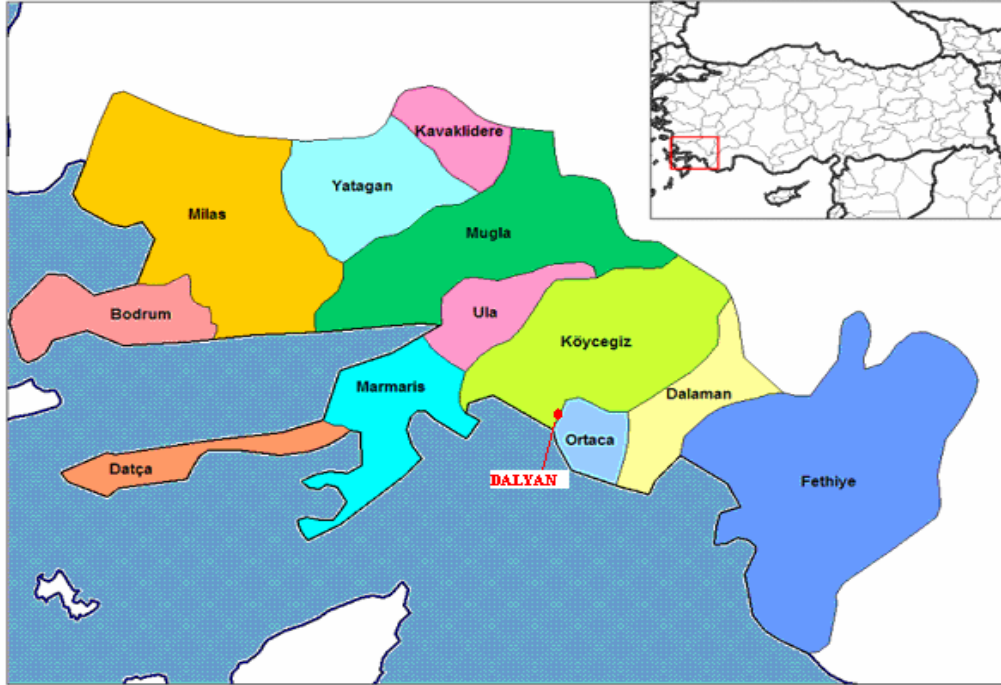 Kavaklidere
Yatagan
Milas
Mugla
Bodrum
Ula
Köycegiz
Marmaris
Dalaman
Ortaca
Datça
DALYAN
Fethiye